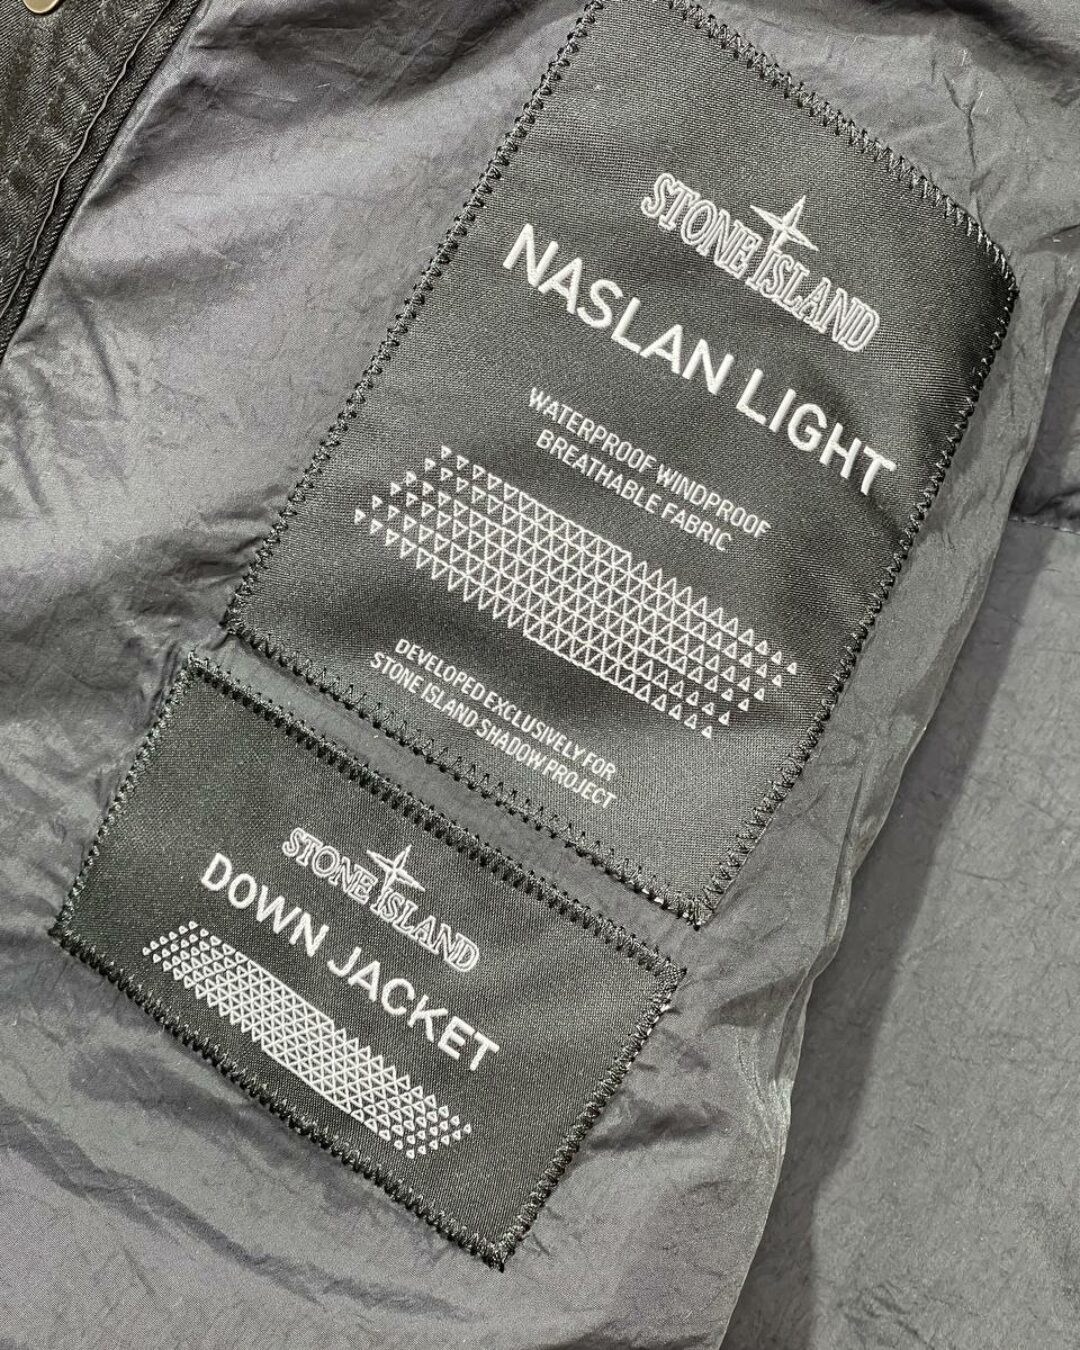 STONE ISLAND
NASLAN LIGHT
WATERPROOF WINDPROOF
BREATHABLE FABRIC
DEVELOPED EXCLUSIVELY FOR
STONE ISLAND SHADOW PROJECT
STONE ISLAND
DOWN JACKET